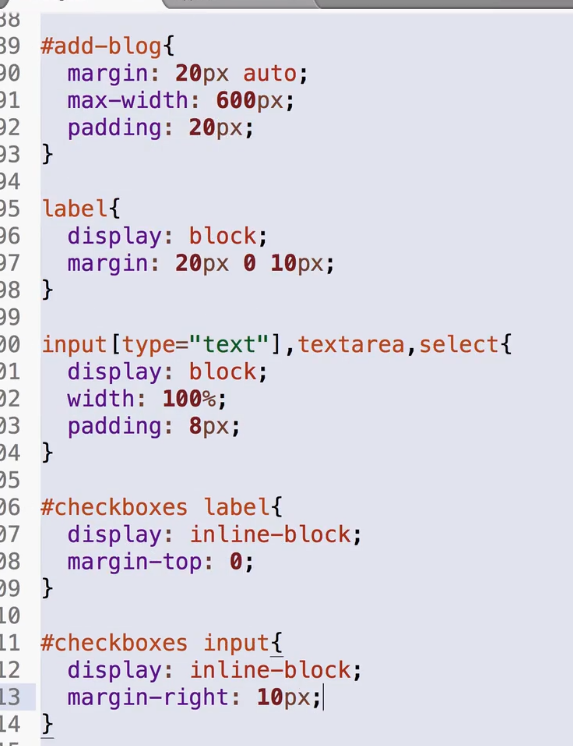 88
89 #add-blog{
90 margin: 20px auto;
91 max-width: 600px;
92 padding: 20px;
93 }
94
95 label{
96 display: block;
97 margin: 20px 0 10px;
98 }
99
00 input[type="text"],textarea,select{
01 display: block;
02 width: 100%;
03 padding: 8px;
04 }
05
06 #checkboxes label{
07 display: inline-block;
08 margin-top: 0;
09 }
10
11 #checkboxes input{
12 display: inline-block;
13 margin-right: 10px;
14 }